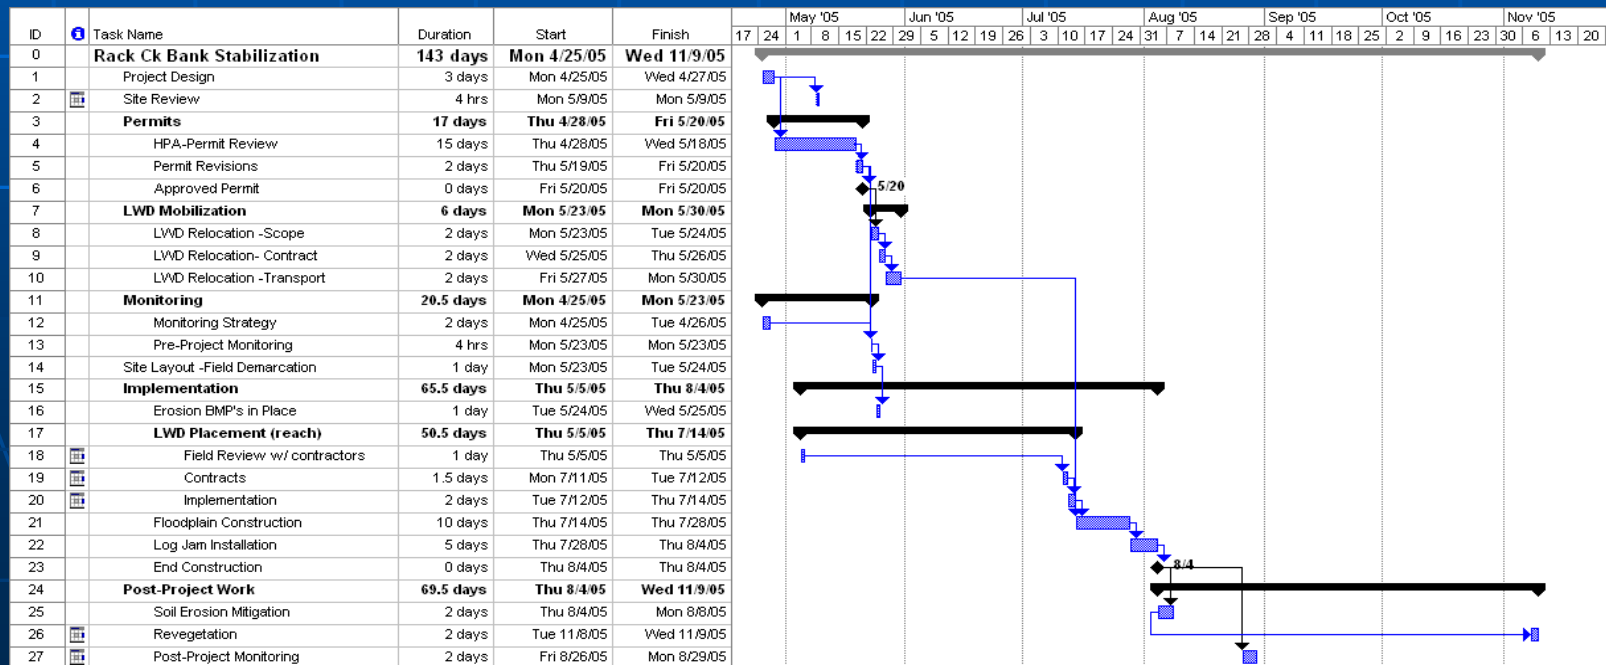 May '05 Jun '05 Jul '05 Aug '05 Sep '05 Oct '05 Nov '05
ID Task Name Duration Start Finish 17 24 1 8 15 22 29 5 12 19 26 3 10 17 24 31 7 14 21 28 4 11 18 25 2 9 16 23 30 6 13 20
0 Rack Ck Bank Stabilization 143 days Mon 4/25/05 Wed 11/9/05
1 Project Design 3 days Mon 4/25/05 Wed 4/27/05
2 Site Review 4 hrs Mon 5/9/05 Mon 5/9/05
3 Permits 17 days Thu 4/28/05 Fri 5/20/05
4 HPA-Permit Review 15 days Thu 4/28/05 Wed 5/18/05
5 Permit Revisions 2 days Thu 5/19/05 Fri 5/20/05
6 Approved Permit 0 days Fri 5/20/05 Fri 5/20/05 5/20
7 LWD Mobilization 6 days Mon 5/23/05 Mon 5/30/05
8 LWD Relocation -Scope 2 days Mon 5/23/05 Tue 5/24/05
9 LWD Relocation- Contract 2 days Wed 5/25/05 Thu 5/26/05
10 LWD Relocation -Transport 2 days Fri 5/27/05 Mon 5/30/05
11 Monitoring 20.5 days Mon 4/25/05 Mon 5/23/05
12 Monitoring Strategy 2 days Mon 4/25/05 Tue 4/26/05
13 Pre-Project Monitoring 4 hrs Mon 5/23/05 Mon 5/23/05
14 Site Layout -Field Demarcation 1 day Mon 5/23/05 Tue 5/24/05
15 Implementation 65.5 days Thu 5/5/05 Thu 8/4/05
16 Erosion BMP's in Place 1 day Tue 5/24/05 Wed 5/25/05
17 LWD Placement (reach) 50.5 days Thu 5/5/05 Thu 7/14/05
18 Field Review w/ contractors 1 day Thu 5/5/05 Thu 5/5/05
19 Contracts 1.5 days Mon 7/11/05 Tue 7/12/05
20 Implementation 2 days Tue 7/12/05 Thu 7/14/05
21 Floodplain Construction 10 days Thu 7/14/05 Thu 7/28/05
22 Log Jam Installation 5 days Thu 7/28/05 Thu 8/4/05
23 End Construction 0 days Thu 8/4/05 Thu 8/4/05 8/4
24 Post-Project Work 69.5 days Thu 8/4/05 Wed 11/9/05
25 Soil Erosion Mitigation 2 days Thu 8/4/05 Mon 8/8/05
26 Revegetation 2 days Tue 11/8/05 Wed 11/9/05
27 Post-Project Monitoring 2 days Fri 8/26/05 Mon 8/29/05